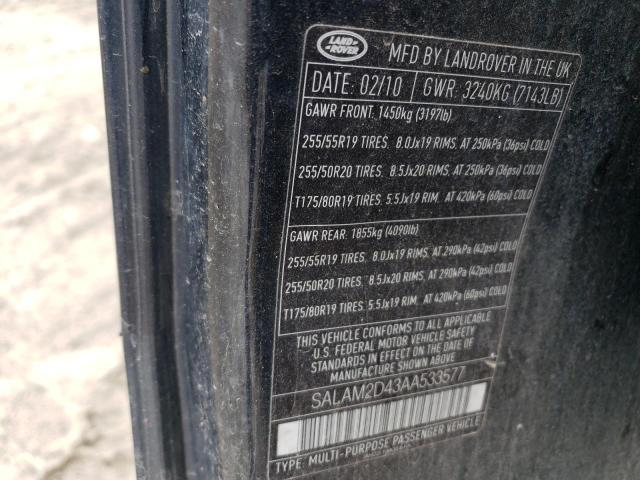 LAND ROVER
MFD BY LANDROVER IN THE UK
DATE: 02/10 GWR: 3240KG (7143LB)
GAWR FRONT: 1450kg (3197lb)
255/55R19 TIRES, 8.0Jx19 RIMS, AT 250kPa (36psi) COLD
255/50R20 TIRES, 8.5Jx20 RIMS, AT 250kPa (36psi) COLD
T175/80R19 TIRES, 5.5Jx19 RIM, AT 420kPa (60psi) COLD
GAWR REAR: 1855kg (4090lb)
255/55R19 TIRES, 8.0Jx19 RIMS, AT 290kPa (42psi) COLD
255/50R20 TIRES, 8.5Jx20 RIMS, AT 290kPa (42psi) COLD
T175/80R19 TIRES, 5.5Jx19 RIM, AT 420kPa (60psi) COLD
THIS VEHICLE CONFORMS TO ALL APPLICABLE
U.S. FEDERAL MOTOR VEHICLE SAFETY
STANDARDS IN EFFECT ON THE DATE OF
MANUFACTURE SHOWN ABOVE
SALAM2D43AA533577
TYPE: MULTI-PURPOSE PASSENGER VEHICLE